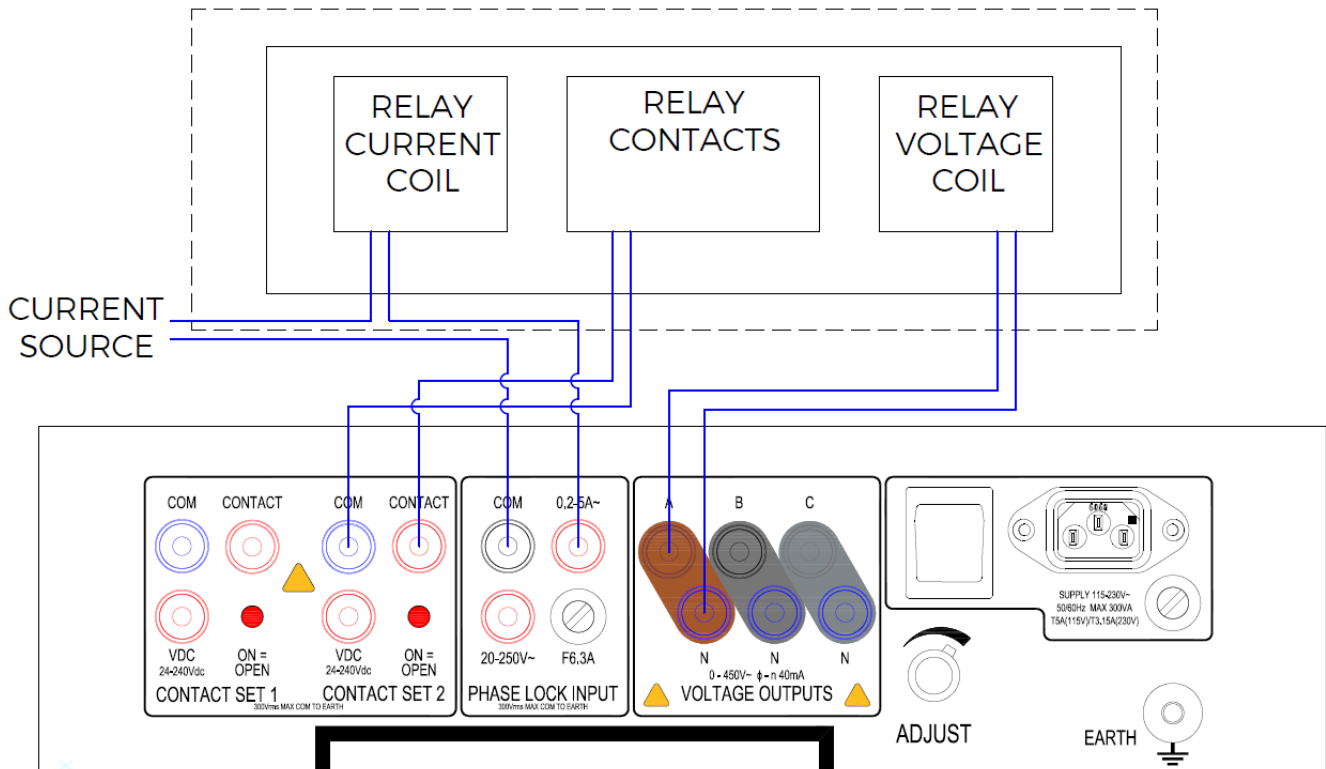 RELAY
CURRENT
COIL
RELAY
CONTACTS
RELAY
VOLTAGE
COIL
CURRENT
SOURCE
COM
CONTACT
COM
CONTACT
VDC
24-240Vdc
ON =
OPEN
VDC
24-240Vdc
ON =
OPEN
CONTACT SET 1
CONTACT SET 2
300Vrms MAX COM TO EARTH
COM
0,2-5A~
20-250V~
F6.3A
PHASE LOCK INPUT
300Vrms MAX COM TO EARTH
A
B
C
N
N
N
0 - 450V~ ϕ - n 40mA
VOLTAGE OUTPUTS
SUPPLY 115-230V~
50/60Hz MAX 300VA
T5A(115V)/T3.15A(230V)
ADJUST
EARTH